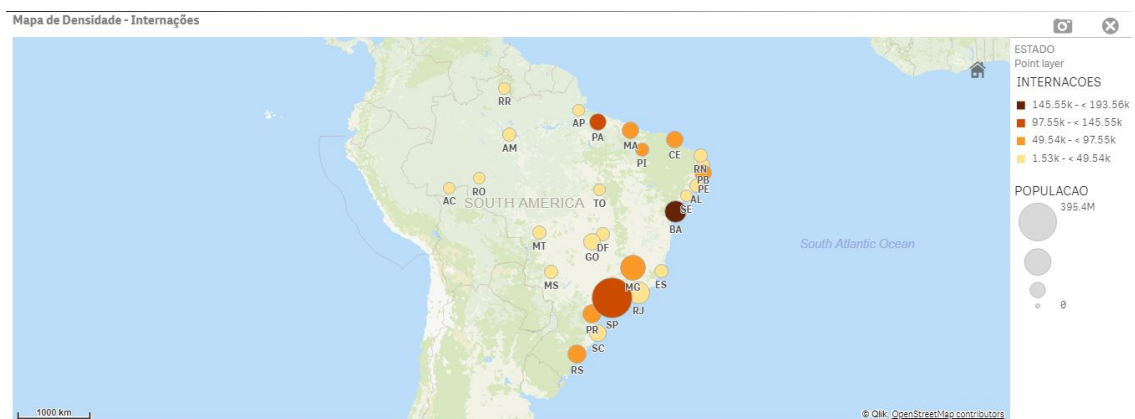 Mapa de Densidade - Internações
ESTADO
Point layer
INTERNACOES
145.55k - < 193.56k
97.55k - < 145.55k
49.54k - < 97.55k
1.53k - < 49.54k
POPULACAO
395.4M
0
RR
AP
AM
PA
MA
CE
PI
RN
PB
PE
AC
RO
TO
AL
SE
SOUTH AMERICA
BA
MT
DF
GO
South Atlantic Ocean
MS
MG
ES
RJ
SP
PR
SC
RS
1000 km
© Qlik, OpenStreetMap contributors